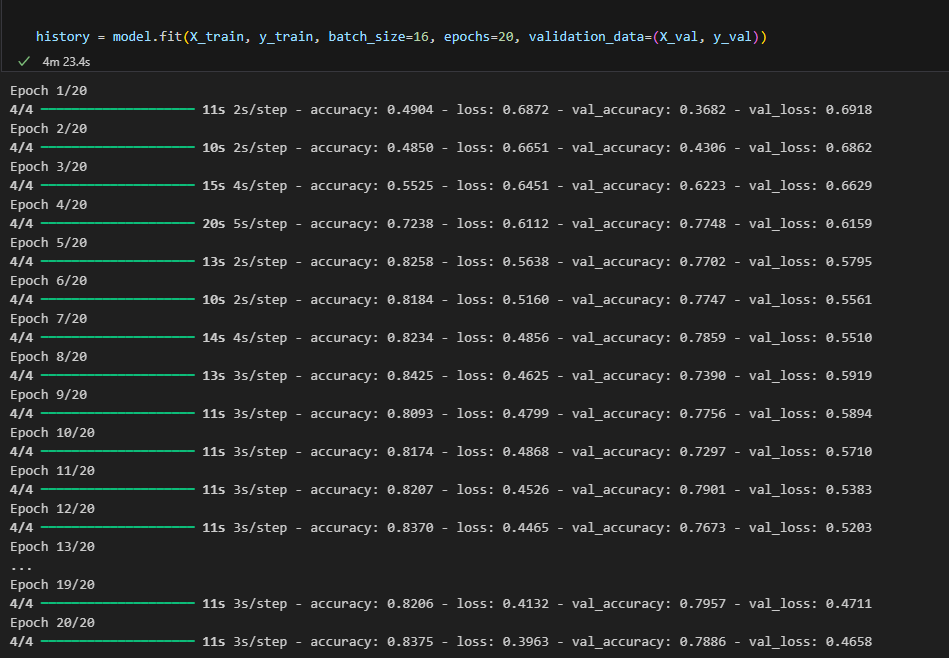 history = model.fit(X_train, y_train, batch_size=16, epochs=20, validation_data=(X_val, y_val))
✓ 4m 23.4s
Epoch 1/20
4/4 ━━━━━━━━━━━━━━━━━━━━ 11s 2s/step - accuracy: 0.4904 - loss: 0.6872 - val_accuracy: 0.3682 - val_loss: 0.6918
Epoch 2/20
4/4 ━━━━━━━━━━━━━━━━━━━━ 10s 2s/step - accuracy: 0.4850 - loss: 0.6651 - val_accuracy: 0.4306 - val_loss: 0.6862
Epoch 3/20
4/4 ━━━━━━━━━━━━━━━━━━━━ 15s 4s/step - accuracy: 0.5525 - loss: 0.6451 - val_accuracy: 0.6223 - val_loss: 0.6629
Epoch 4/20
4/4 ━━━━━━━━━━━━━━━━━━━━ 20s 5s/step - accuracy: 0.7238 - loss: 0.6112 - val_accuracy: 0.7748 - val_loss: 0.6159
Epoch 5/20
4/4 ━━━━━━━━━━━━━━━━━━━━ 13s 2s/step - accuracy: 0.8258 - loss: 0.5638 - val_accuracy: 0.7702 - val_loss: 0.5795
Epoch 6/20
4/4 ━━━━━━━━━━━━━━━━━━━━ 10s 2s/step - accuracy: 0.8184 - loss: 0.5160 - val_accuracy: 0.7747 - val_loss: 0.5561
Epoch 7/20
4/4 ━━━━━━━━━━━━━━━━━━━━ 14s 4s/step - accuracy: 0.8234 - loss: 0.4856 - val_accuracy: 0.7859 - val_loss: 0.5510
Epoch 8/20
4/4 ━━━━━━━━━━━━━━━━━━━━ 13s 3s/step - accuracy: 0.8425 - loss: 0.4625 - val_accuracy: 0.7390 - val_loss: 0.5919
Epoch 9/20
4/4 ━━━━━━━━━━━━━━━━━━━━ 11s 3s/step - accuracy: 0.8093 - loss: 0.4799 - val_accuracy: 0.7756 - val_loss: 0.5894
Epoch 10/20
4/4 ━━━━━━━━━━━━━━━━━━━━ 11s 3s/step - accuracy: 0.8174 - loss: 0.4868 - val_accuracy: 0.7297 - val_loss: 0.5710
Epoch 11/20
4/4 ━━━━━━━━━━━━━━━━━━━━ 11s 3s/step - accuracy: 0.8207 - loss: 0.4526 - val_accuracy: 0.7901 - val_loss: 0.5383
Epoch 12/20
4/4 ━━━━━━━━━━━━━━━━━━━━ 11s 3s/step - accuracy: 0.8370 - loss: 0.4465 - val_accuracy: 0.7673 - val_loss: 0.5203
Epoch 13/20
...
Epoch 19/20
4/4 ━━━━━━━━━━━━━━━━━━━━ 11s 3s/step - accuracy: 0.8206 - loss: 0.4132 - val_accuracy: 0.7957 - val_loss: 0.4711
Epoch 20/20
4/4 ━━━━━━━━━━━━━━━━━━━━ 11s 3s/step - accuracy: 0.8375 - loss: 0.3963 - val_accuracy: 0.7886 - val_loss: 0.4658